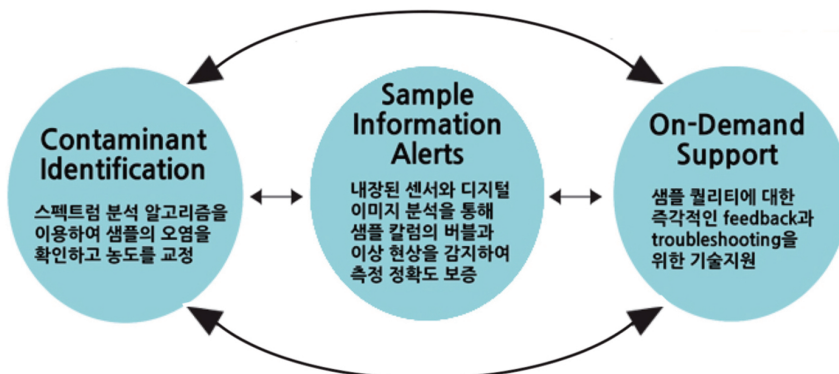 Contaminant
Identification
스펙트럼 분석 알고리즘을
이용하여 샘플의 오염을
확인하고 농도를 교정
Sample
Information
Alerts
내장된 센서와 디지털
이미지 분석을 통해
샘플 칼럼의 버블과
이상 현상을 감지하여
측정 정확도 보증
On-Demand
Support
샘플 퀄리티에 대한
즉각적인 feedback과
troubleshooting을
위한 기술지원